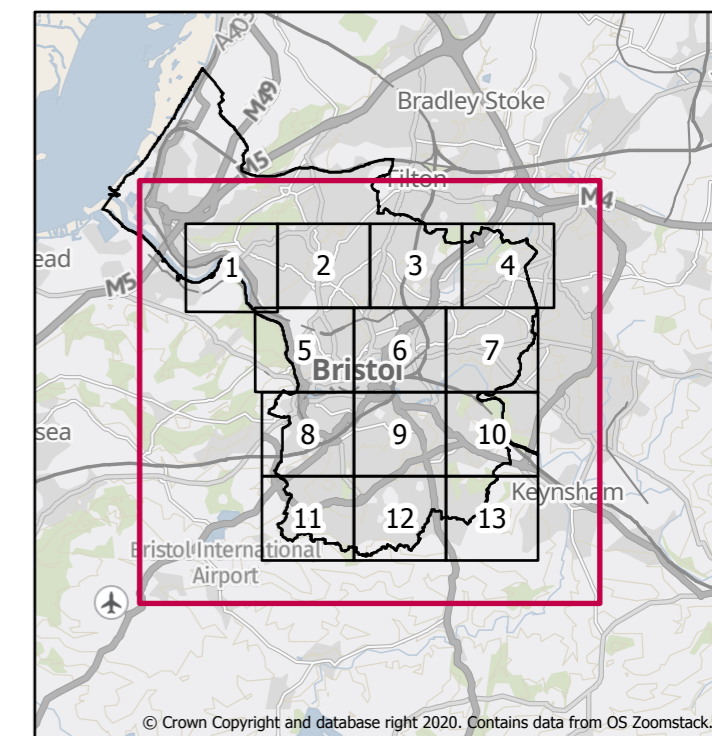 A403
M49
Bradley Stoke
M5
Filton
M4
ead
M5
1
2
3
4
5
6
7
Bristol
sea
8
9
10
Keynsham
11
12
13
Bristol International
Airport
© Crown Copyright and database right 2020. Contains data from OS Zoomstack.